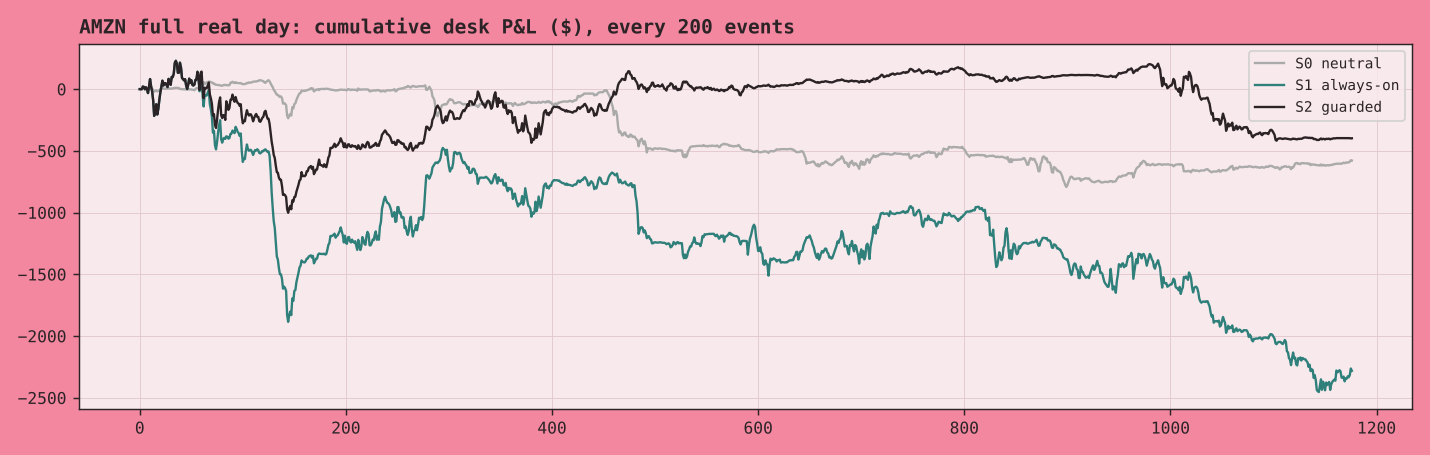 AMZN full real day: cumulative desk P&L ($), every 200 events
S0 neutral
S1 always-on
S2 guarded
0
−500
−1000
−1500
−2000
−2500
0 200 400 600 800 1000 1200